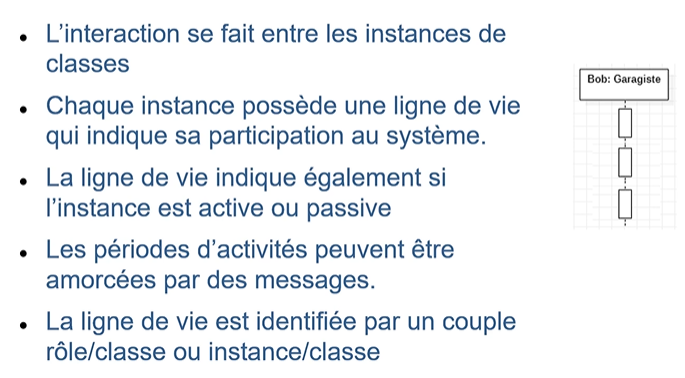 • L’interaction se fait entre les instances de
classes
• Chaque instance possède une ligne de vie
qui indique sa participation au système.
• La ligne de vie indique également si
l’instance est active ou passive
• Les périodes d’activités peuvent être
amorcées par des messages.
• La ligne de vie est identifiée par un couple
rôle/classe ou instance/classe
Bob: Garagiste